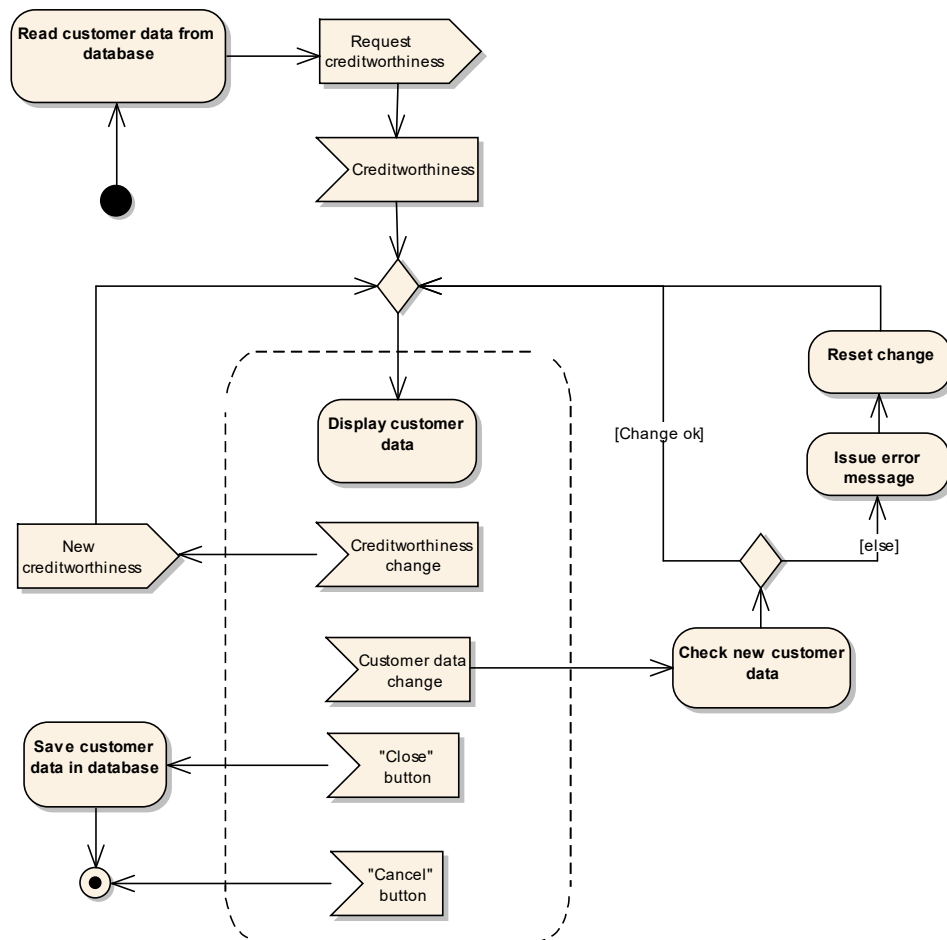 Read customer data from
database
Request
creditworthiness
Creditworthiness
Reset change
Display customer
data
[Change ok]
Issue error
message
New
creditworthiness
Creditworthiness
change
[else]
Customer data
change
Check new customer
data
Save customer
data in database
"Close"
button
"Cancel"
button